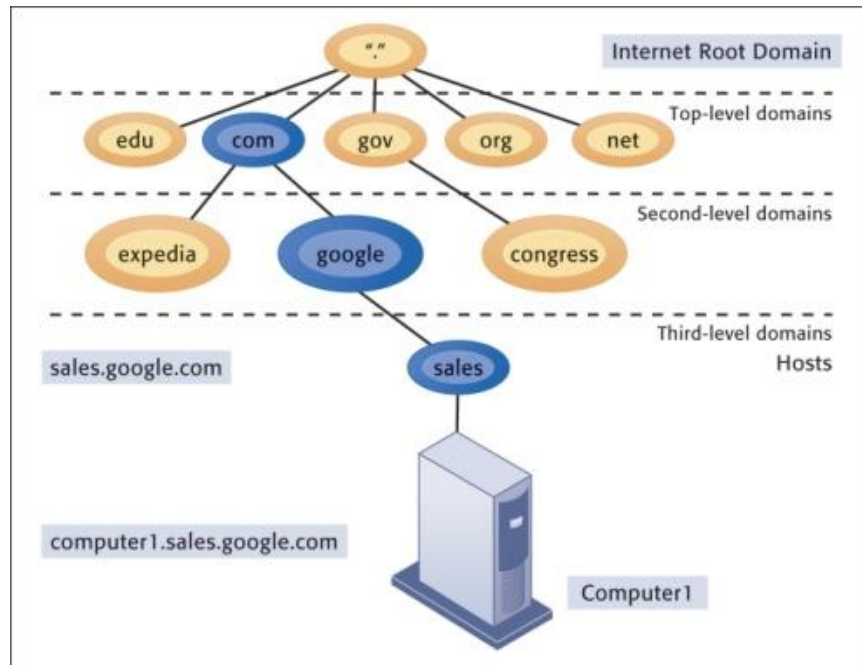 “.”
Internet Root Domain
Top-level domains
edu
com
gov
org
net
Second-level domains
expedia
google
congress
Third-level domains
sales.google.com
sales
Hosts
computer1.sales.google.com
Computer1